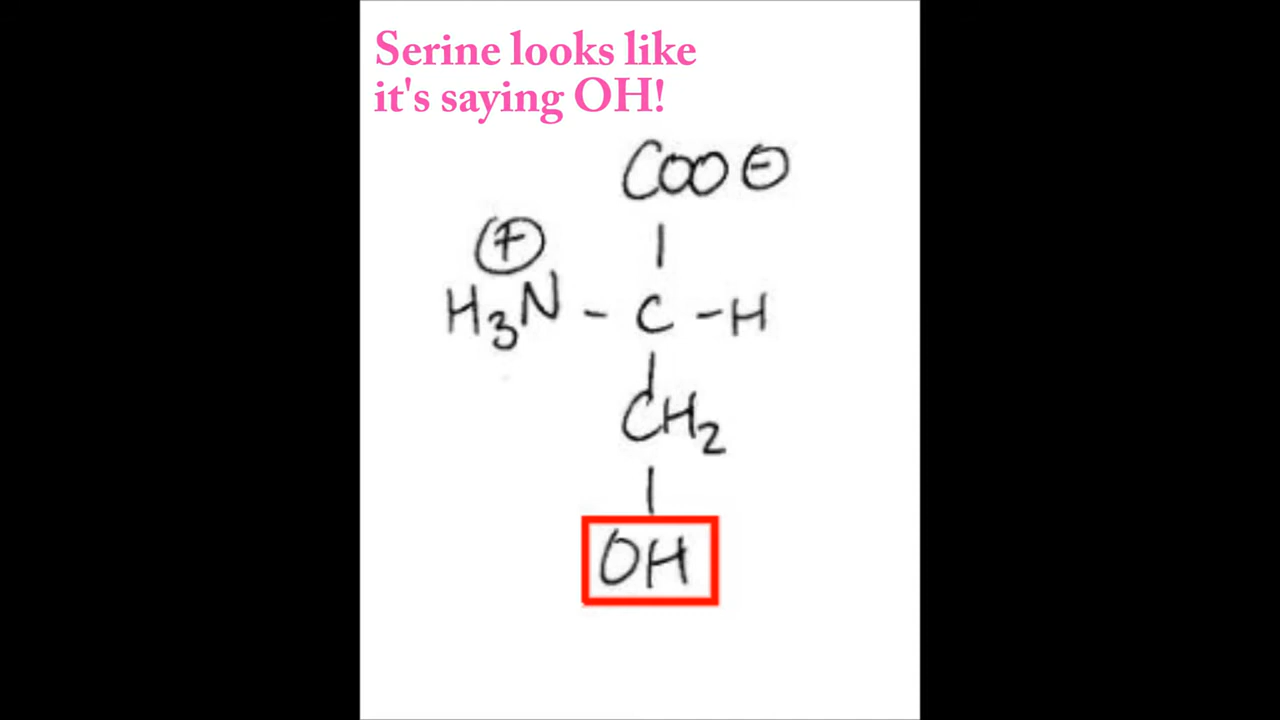 Serine looks like
it's saying OH!
COO⊖
⊕
H₃N - C - H
CH₂
OH